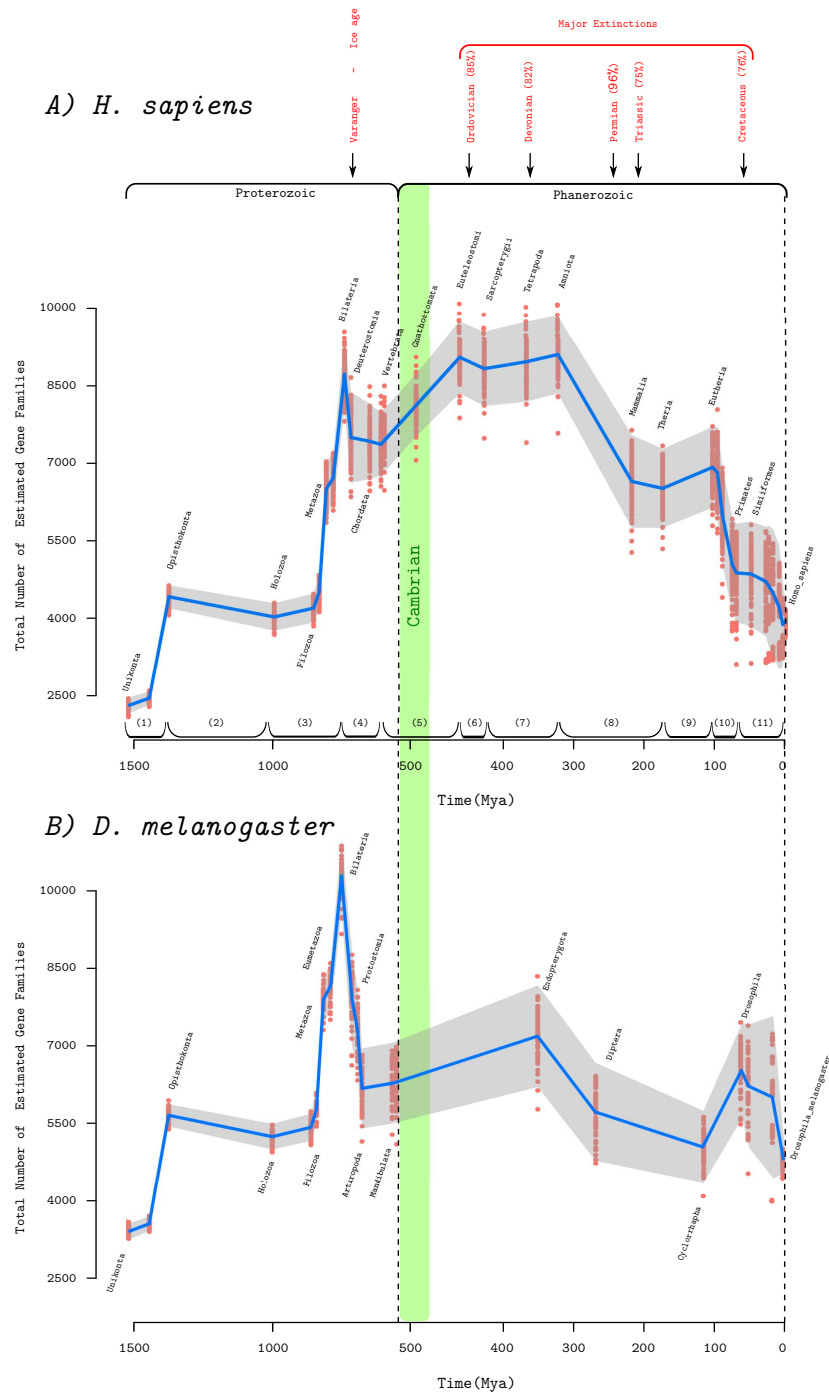 Major Extinctions
Varanger ~ Ice age
Ordovician (85%)
Devonian (82%)
Permian (96%)
Triassic (75%)
Cretaceous (76%)
A) H. sapiens
Proterozoic
Phanerozoic
Total Number of Estimated Gene Families
10000
8500
7000
5500
4000
2500
Unikonta
Opisthokonta
Holozoa
Filozoa
Metazoa
Bilateria
Deuterostomia
Chordata
Vertebrata
Gnathostomata
Euteleostomi
Sarcopterygii
Tetrapoda
Amniota
Mammalia
Theria
Eutheria
Primates
Simiiformes
Homo_sapiens
Cambrian
(1) (2) (3) (4) (5) (6) (7) (8) (9) (10) (11)
1500 1000 500 400 300 200 100 0
Time(Mya)
B) D. melanogaster
Total Number of Estimated Gene Families
10000
8500
7000
5500
4000
2500
Unikonta
Opisthokonta
Holozoa
Filozoa
Metazoa
Eumetazoa
Bilateria
Protostomia
Artiropoda
Mandibulata
Endopterygota
Diptera
Cyclorrhapha
Drosophila
Drosophila_melanogaster
1500 1000 500 400 300 200 100 0
Time(Mya)